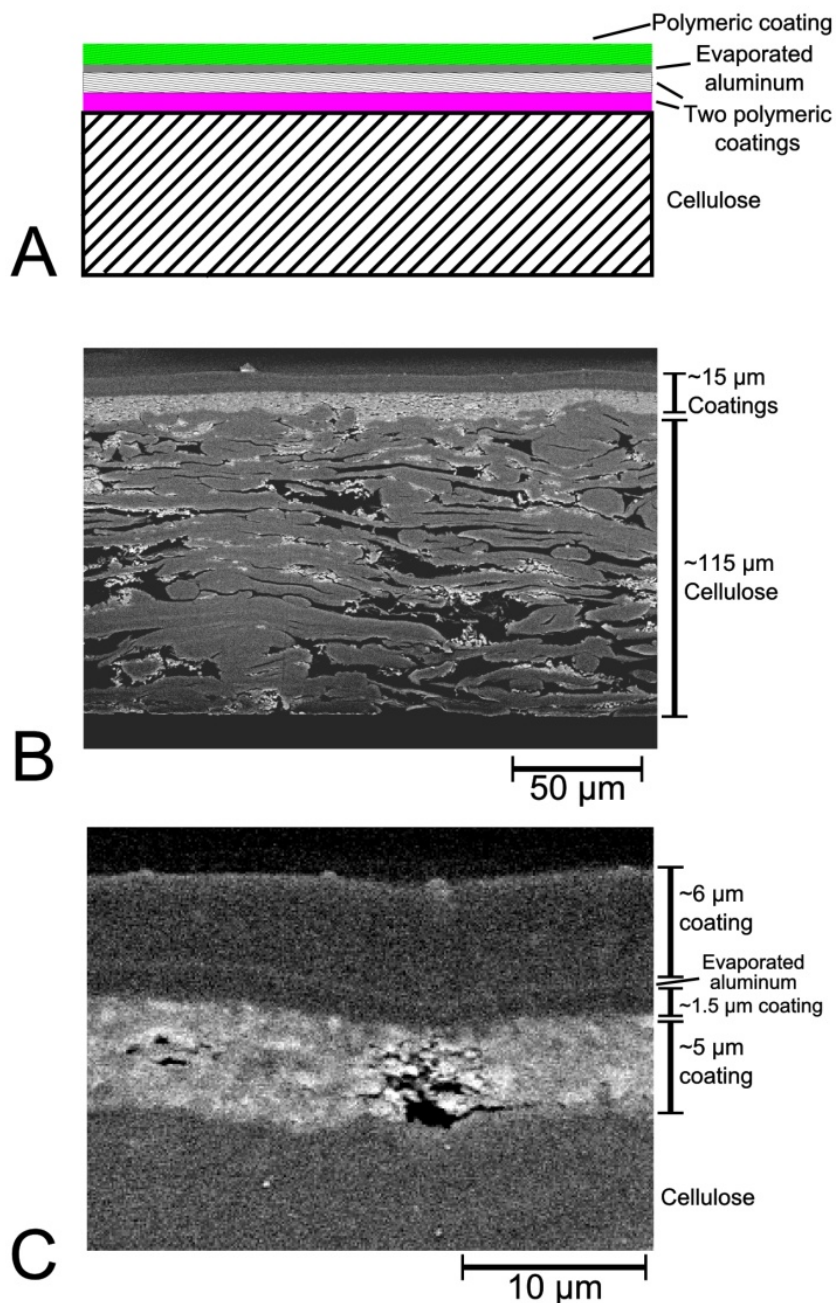 Polymeric coating
Evaporated
aluminum
Two polymeric
coatings
Cellulose
A
~15 µm
Coatings
~115 µm
Cellulose
B
50 µm
~6 µm
coating
Evaporated
aluminum
~1.5 µm coating
~5 µm
coating
Cellulose
C
10 µm